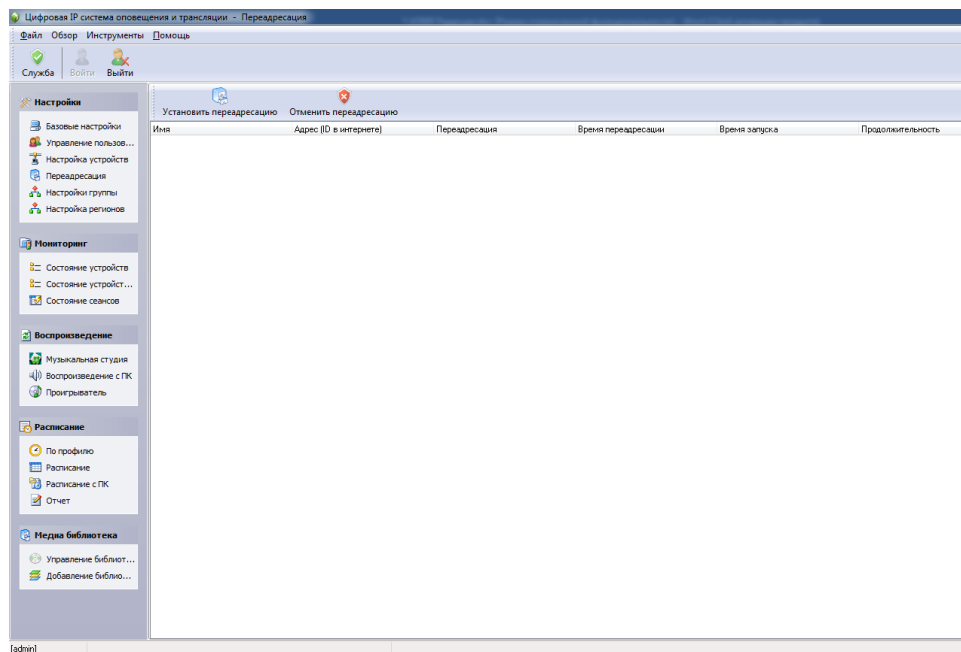 Цифровая IP система оповещения и трансляции - Переадресация
Файл Обзор Инструменты Помощь
Служба Войти Выйти
Настройки
Базовые настройки
Управление пользов...
Настройка устройств
Переадресация
Настройки группы
Настройка регионов
Мониторинг
Состояние устройств
Состояние устройст...
Состояние сеансов
Воспроизведение
Музыкальная студия
Воспроизведение с ПК
Проигрыватель
Расписание
По профилю
Расписание
Расписание с ПК
Отчет
Медиа библиотека
Управление библиот...
Добавление библио...
Установить переадресацию Отменить переадресацию
Имя Адрес (ID в интернете) Переадресация Время переадресации Время запуска Продолжительность
[admin]